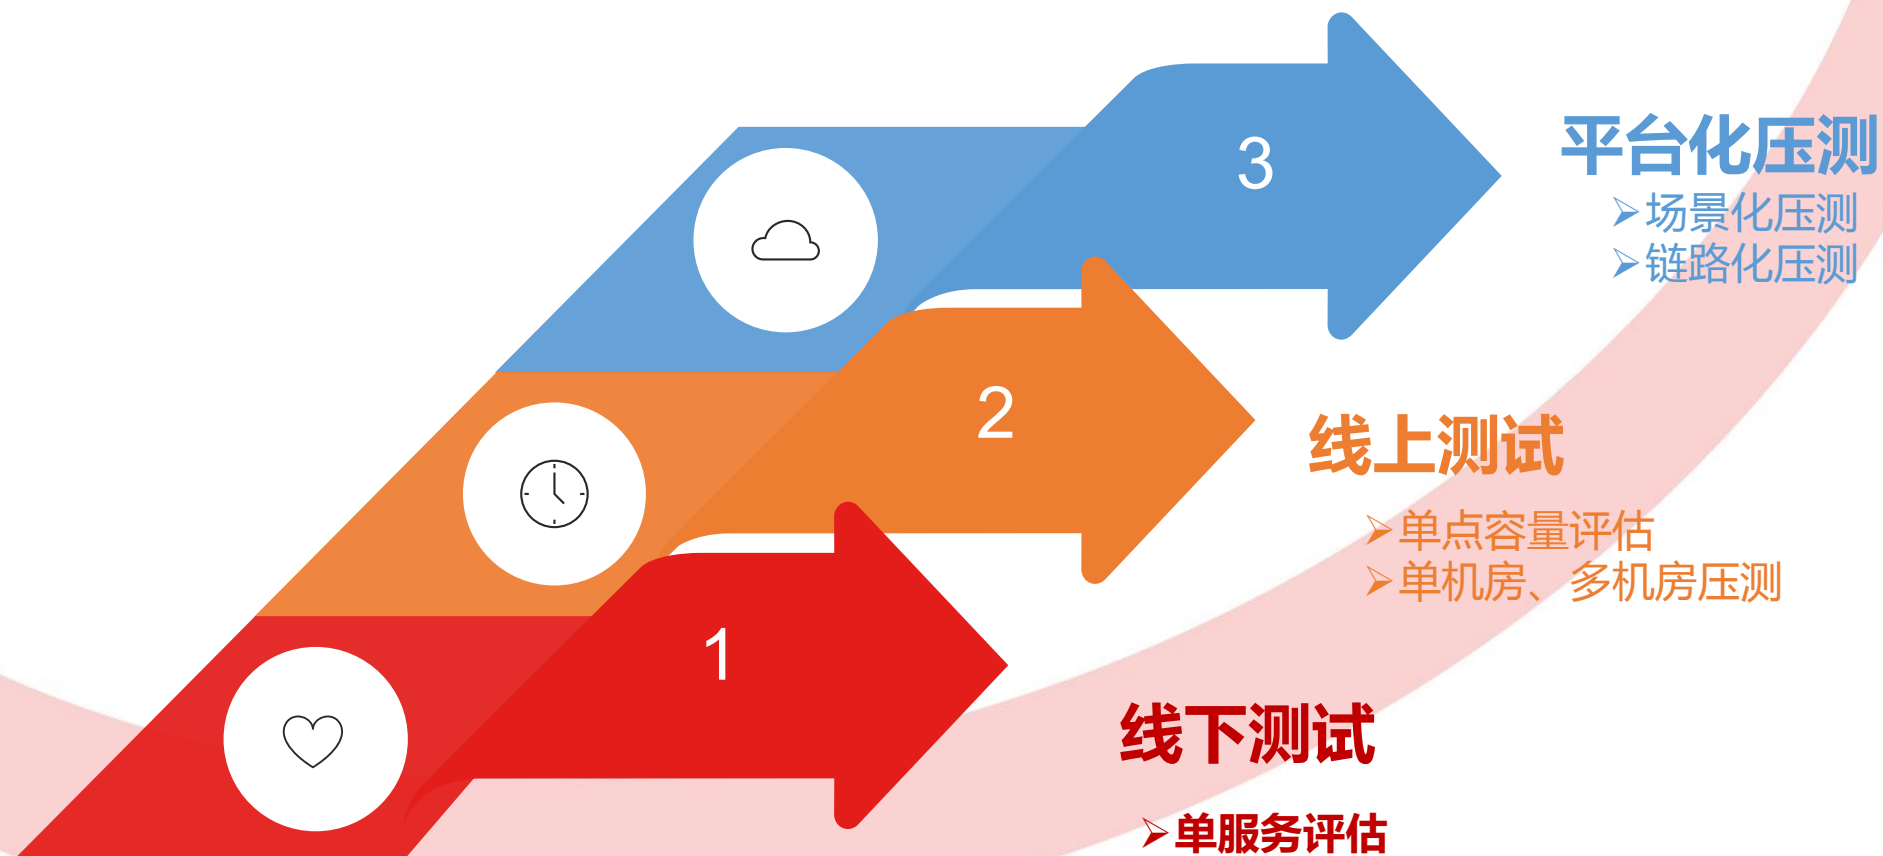 3
平台化压测
➢场景化压测
➢链路化压测
2
线上测试
➢单点容量评估
➢单机房、多机房压测
1
线下测试
➢单服务评估